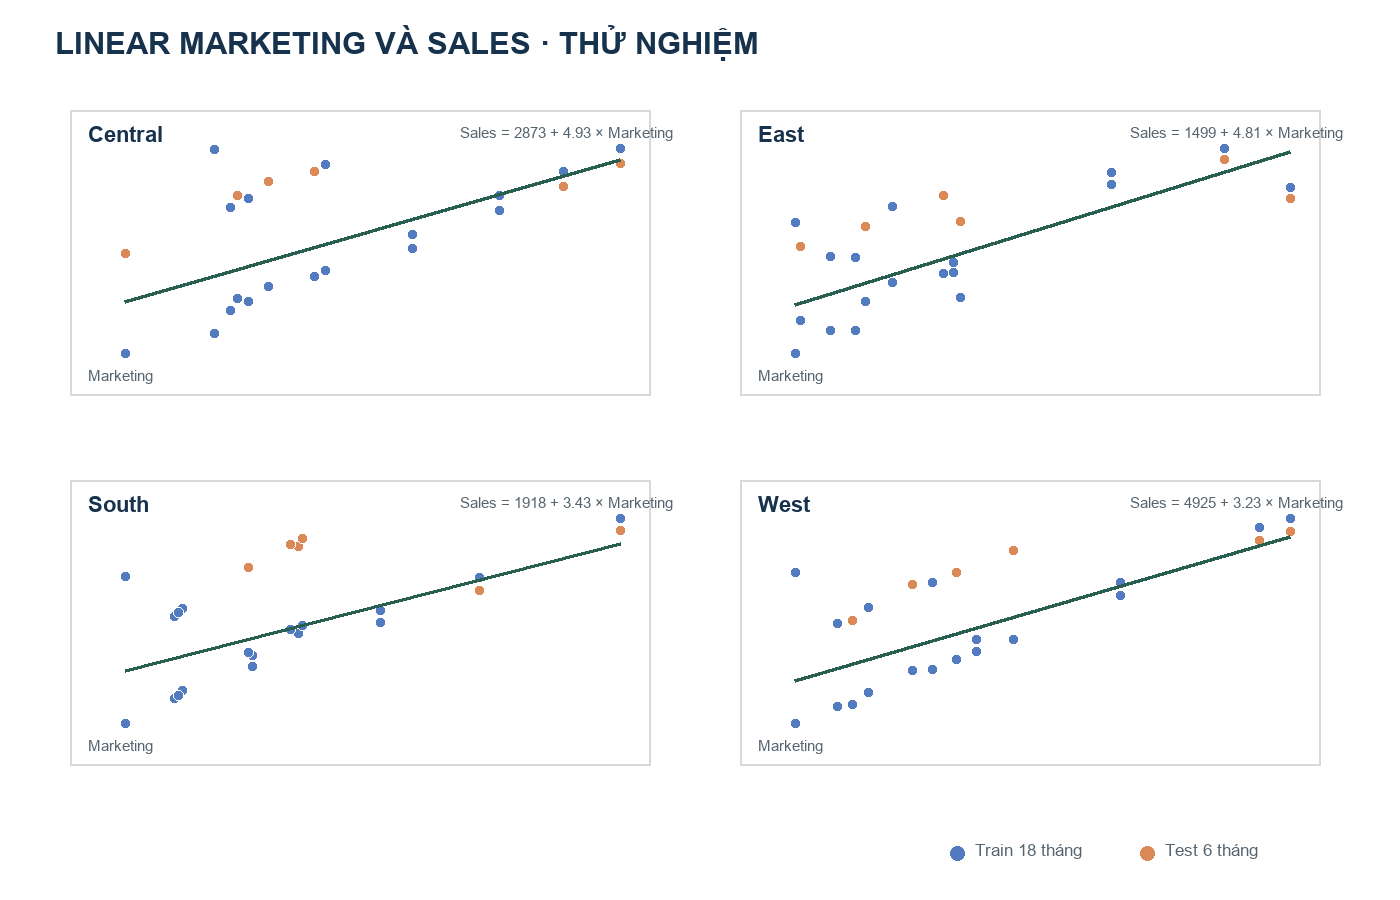 LINEAR MARKETING VÀ SALES · THỬ NGHIỆM
Central
Sales = 2873 + 4.93 × Marketing
Marketing
East
Sales = 1499 + 4.81 × Marketing
Marketing
South
Sales = 1918 + 3.43 × Marketing
Marketing
West
Sales = 4925 + 3.23 × Marketing
Marketing
Train 18 tháng
Test 6 tháng